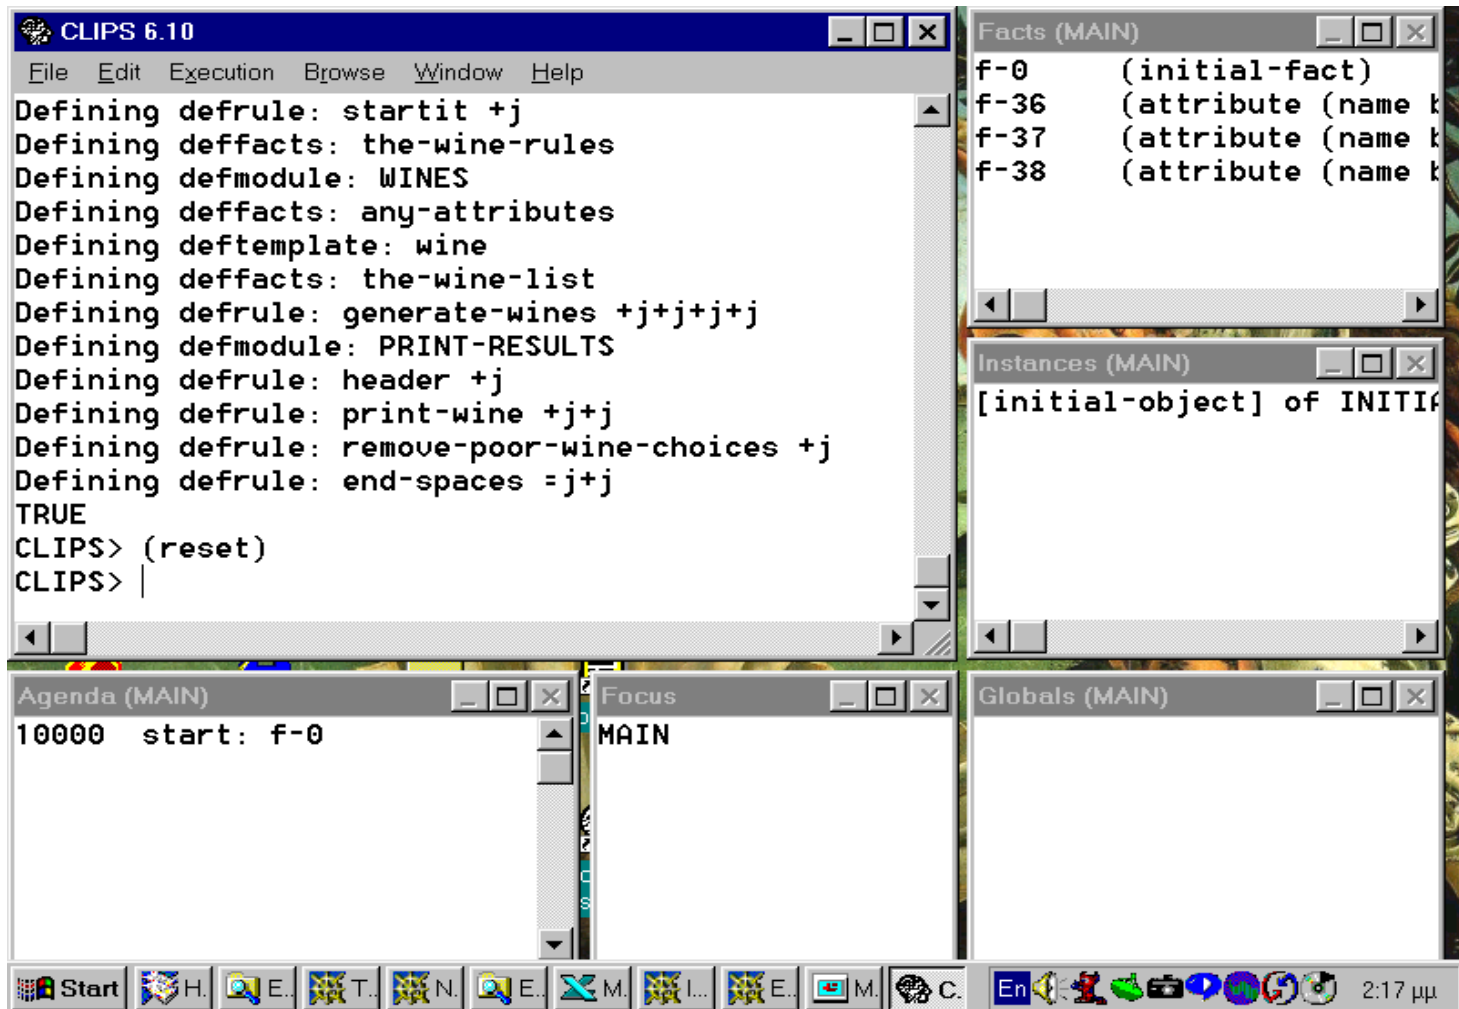 CLIPS 6.10
File Edit Execution Browse Window Help
Defining defrule: startit +j
Defining deffacts: the-wine-rules
Defining defmodule: WINES
Defining deffacts: any-attributes
Defining deftemplate: wine
Defining deffacts: the-wine-list
Defining defrule: generate-wines +j+j+j+j
Defining defmodule: PRINT-RESULTS
Defining defrule: header +j
Defining defrule: print-wine +j+j
Defining defrule: remove-poor-wine-choices +j
Defining defrule: end-spaces =j+j
TRUE
CLIPS> (reset)
CLIPS>
Facts (MAIN)
f-0 (initial-fact)
f-36 (attribute (name b
f-37 (attribute (name b
f-38 (attribute (name b
Instances (MAIN)
[initial-object] of INITIA
Agenda (MAIN)
10000 start: f-0
Focus
MAIN
Globals (MAIN)
Start H. E. T. N. E. M. I... E. M. C. En 2:17 μμ